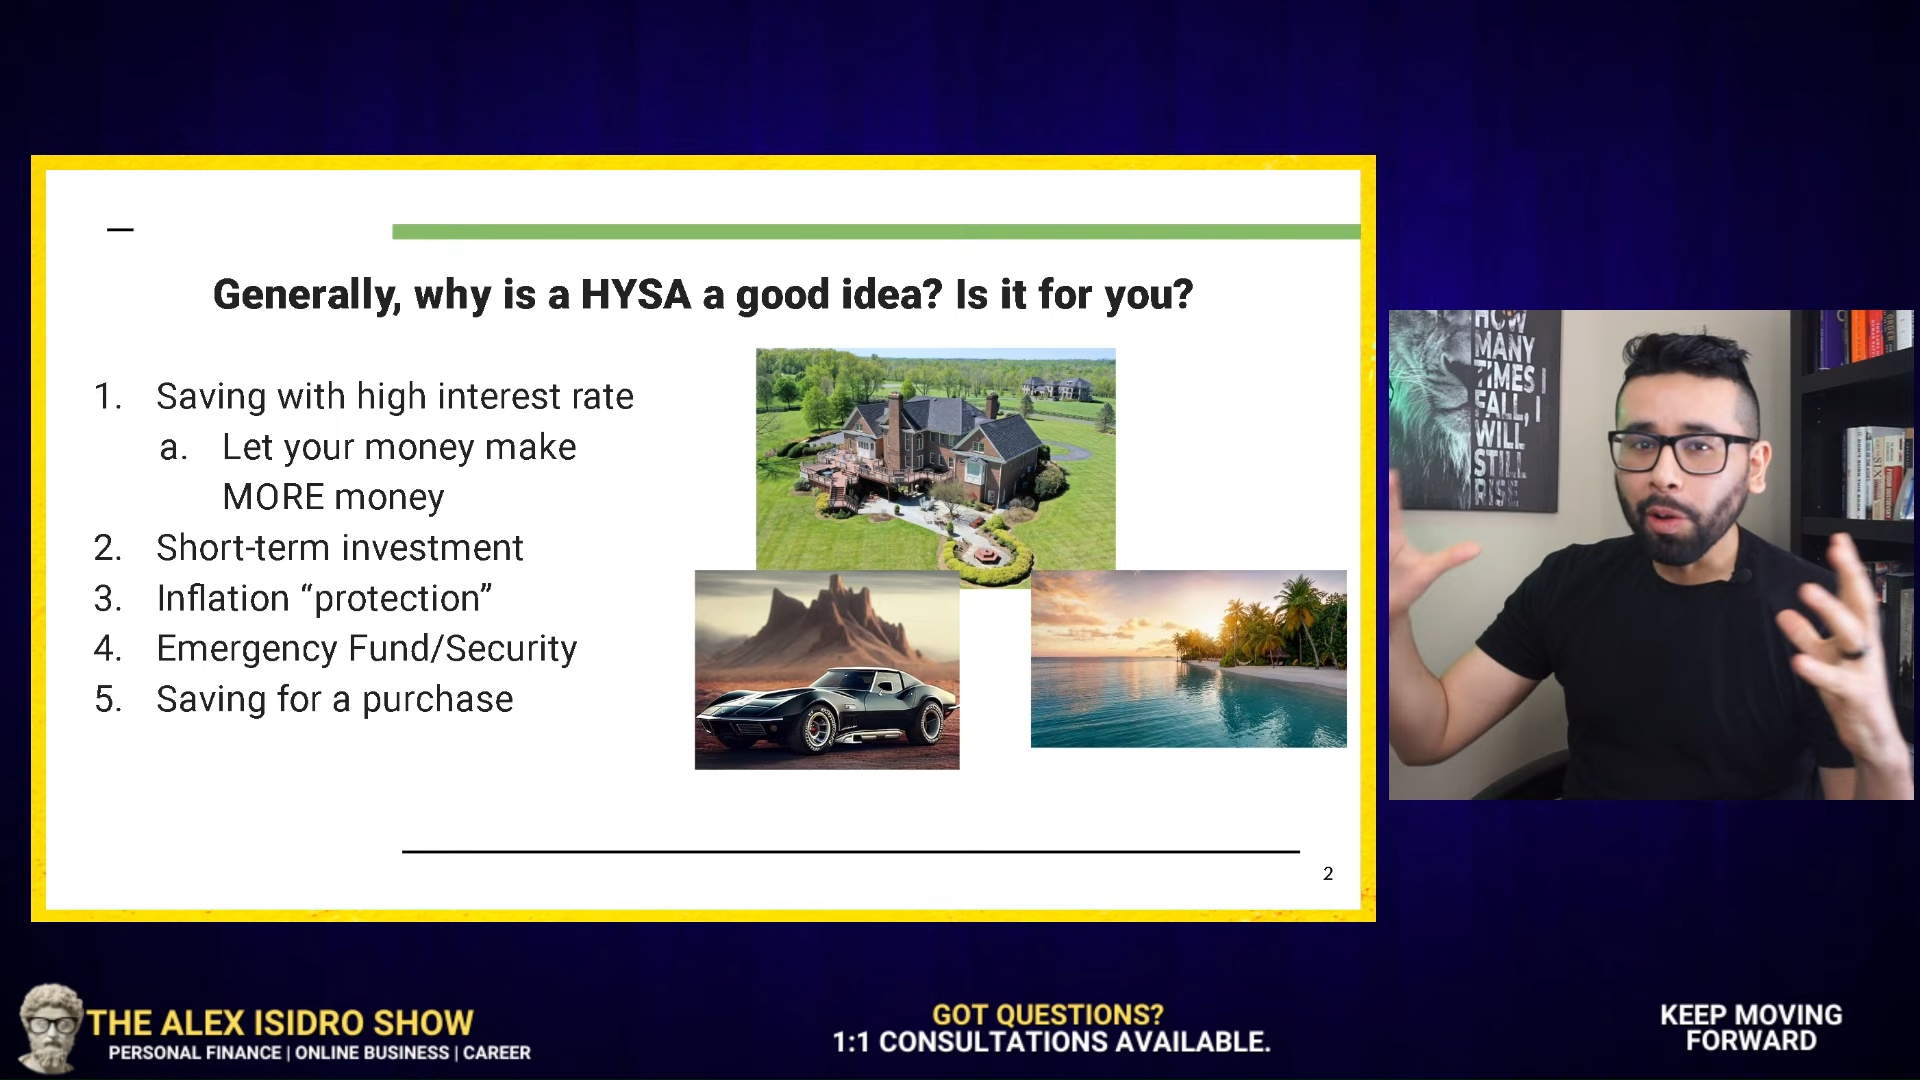 Generally, why is a HYSA a good idea? Is it for you?
1. Saving with high interest rate
a. Let your money make
MORE money
2. Short-term investment
3. Inflation “protection”
4. Emergency Fund/Security
5. Saving for a purchase
2
HOW
MANY
TIMES I
FALL, I
WILL
STILL
RISE
THE ALEX ISIDRO SHOW
PERSONAL FINANCE | ONLINE BUSINESS | CAREER
GOT QUESTIONS?
1:1 CONSULTATIONS AVAILABLE.
KEEP MOVING
FORWARD